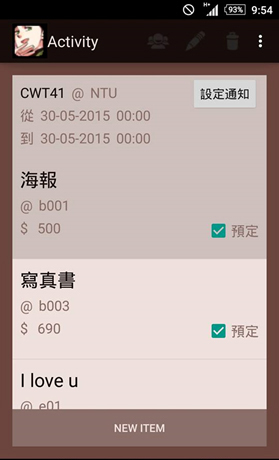 93% 9:54
Activity
CWT41 @ NTU
設定通知
從 30-05-2015 00:00
到 30-05-2015 00:00
海報
@ b001
$ 500
預定
寫真書
@ b003
$ 690
預定
I love u
@ e01
NEW ITEM